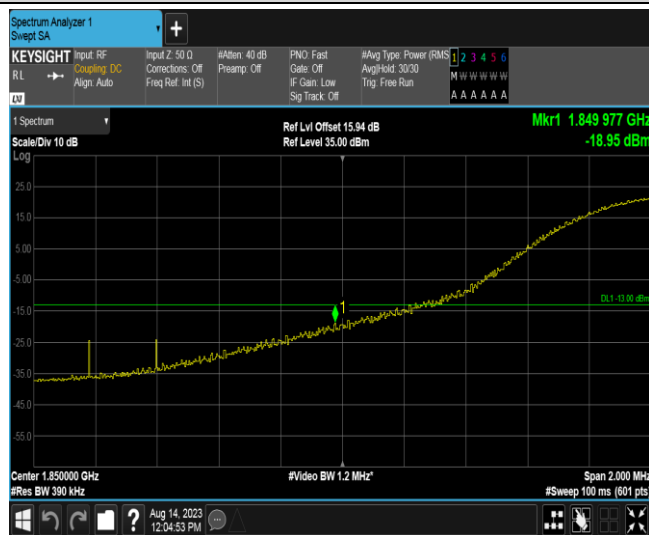 Spectrum Analyzer 1
Swept SA
KEYSIGHT
RL
LXI
Input: RF
Coupling: DC
Align: Auto
Input Z: 50 Ω
Corrections: Off
Freq Ref: Int (S)
#Atten: 40 dB
Preamp: Off
PNO: Fast
Gate: Off
IF Gain: Low
Sig Track: Off
#Avg Type: Power (RMS
Avg|Hold: 30/30
Trig: Free Run
1 2 3 4 5 6
M W W W W W
A A A A A A
1 Spectrum
Scale/Div 10 dB
Ref Lvl Offset 15.94 dB
Ref Level 35.00 dBm
Mkr1 1.849 977 GHz
-18.95 dBm
Log
25.0
15.0
5.00
-5.00
-15.0
-25.0
-35.0
-45.0
-55.0
1
DL1 -13.00 dBm
Center 1.850000 GHz
#Video BW 1.2 MHz*
Span 2.000 MHz
#Res BW 390 kHz
#Sweep 100 ms (601 pts)
?
Aug 14, 2023
12:04:53 PM